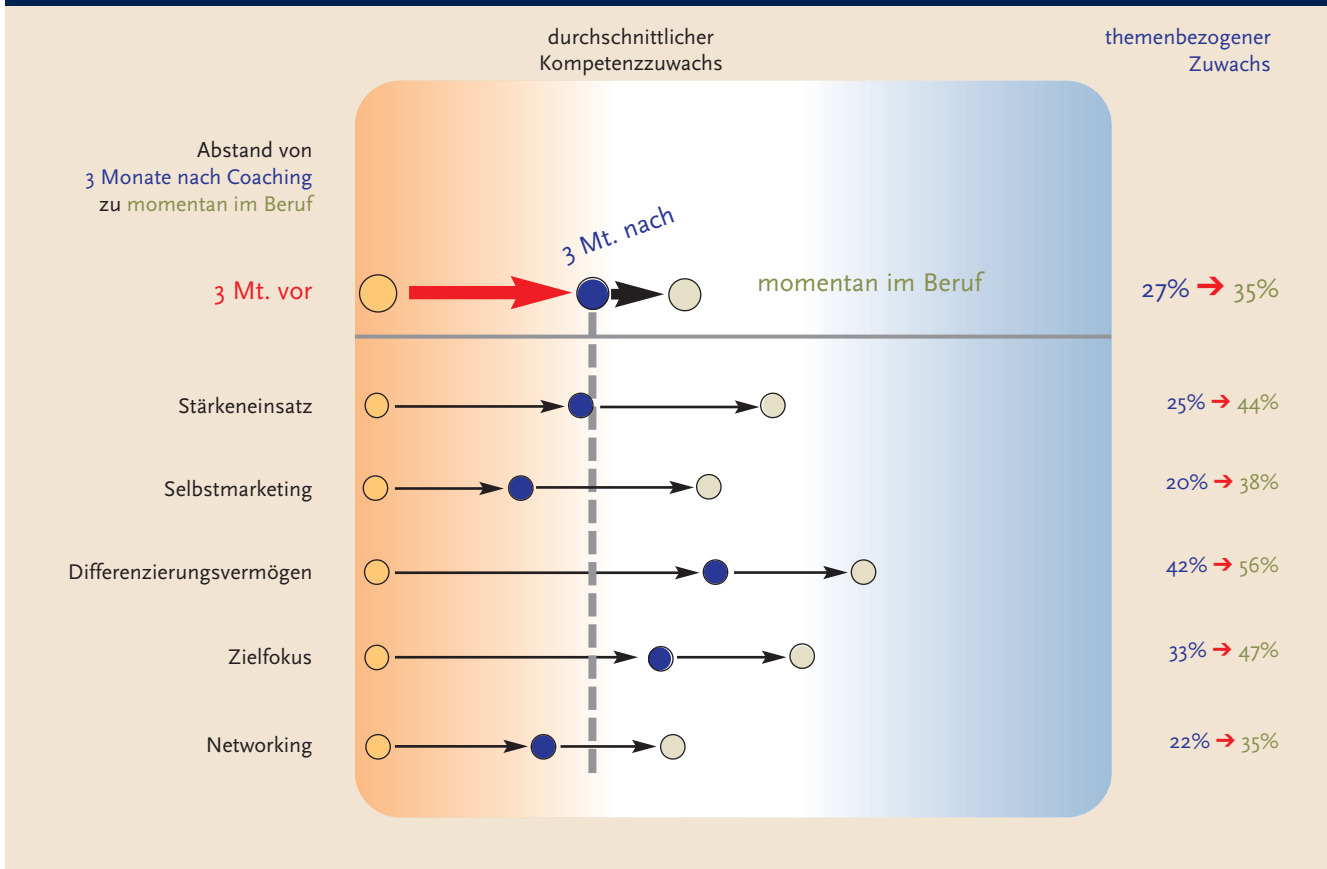 durchschnittlicher
Kompetenzzuwachs
themenbezogener
Zuwachs
Abstand von
3 Monate nach Coaching
zu momentan im Beruf
3 Mt. vor
3 Mt. nach
momentan im Beruf
27% ➔ 35%
Stärkeneinsatz
25% ➔ 44%
Selbstmarketing
20% ➔ 38%
Differenzierungsvermögen
42% ➔ 56%
Zielfokus
33% ➔ 47%
Networking
22% ➔ 35%